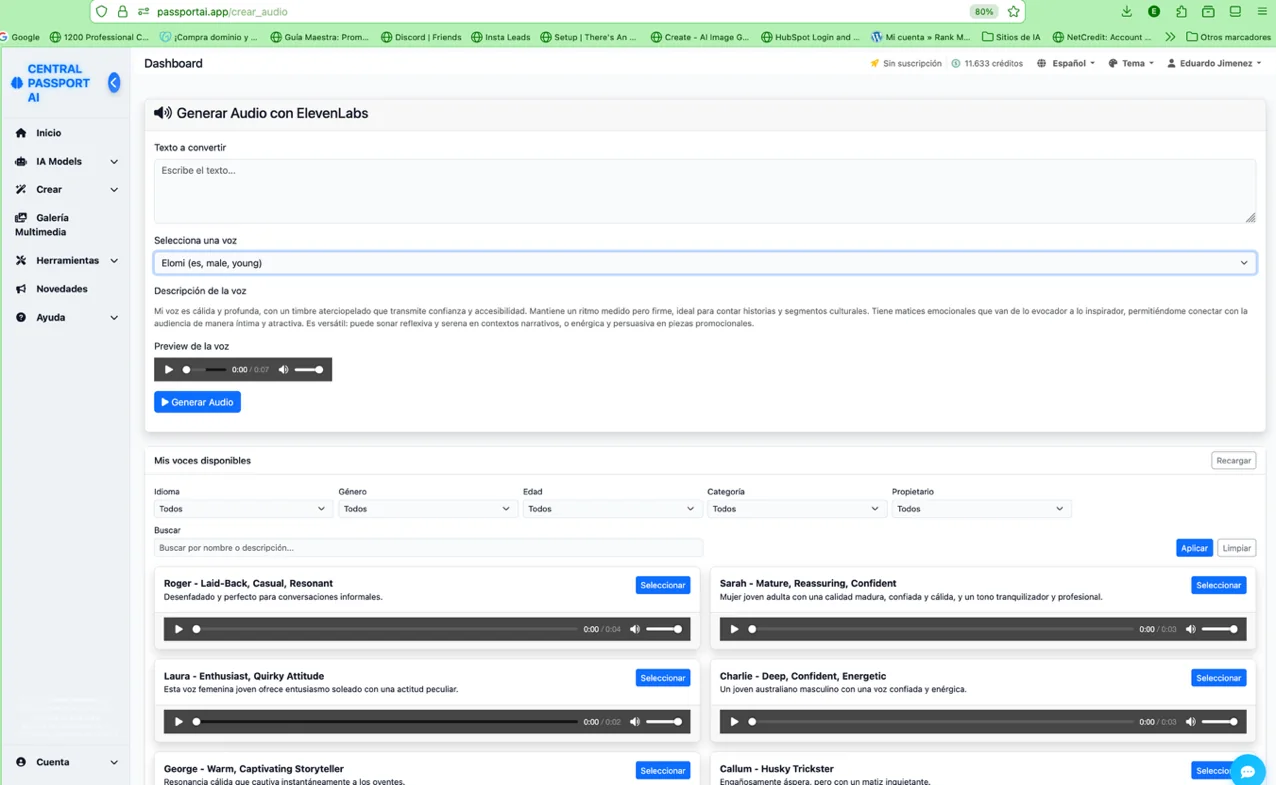 passportai.app/crear_audio
80%
E
Google
1200 Professional C...
¡Compra dominio y ...
Guía Maestra: Prom...
Discord | Friends
Insta Leads
Setup | There's An ...
Create - AI Image G...
HubSpot Login and ...
Mi cuenta » Rank M...
Sitios de IA
NetCredit: Account ...
Otros marcadores
CENTRAL
PASSPORT
AI
Dashboard
Sin suscripción
11.633 créditos
Español
Tema
Eduardo Jimenez
Inicio
IA Models
Crear
Galería
Multimedia
Herramientas
Novedades
Ayuda
Cuenta
Generar Audio con ElevenLabs
Texto a convertir
Escribe el texto...
Selecciona una voz
Elomi (es, male, young)
Descripción de la voz
Mi voz es cálida y profunda, con un timbre aterciopelado que transmite confianza y accesibilidad. Mantiene un ritmo medido pero firme, ideal para contar historias y segmentos culturales. Tiene matices emocionales que van de lo evocador a lo inspirador, permitiéndome conectar con la
audiencia de manera íntima y atractiva. Es versátil: puede sonar reflexiva y serena en contextos narrativos, o enérgica y persuasiva en piezas promocionales.
Preview de la voz
0:00 / 0:07
Generar Audio
Mis voces disponibles
Recargar
Idioma
Género
Edad
Categoría
Propietario
Todos
Todos
Todos
Todos
Todos
Buscar
Buscar por nombre o descripción...
Aplicar
Limpiar
Roger - Laid-Back, Casual, Resonant
Desenfadado y perfecto para conversaciones informales.
Seleccionar
0:00 / 0:04
Sarah - Mature, Reassuring, Confident
Mujer joven adulta con una calidad madura, confiada y cálida, y un tono tranquilizador y profesional.
Seleccionar
0:00 / 0:03
Laura - Enthusiast, Quirky Attitude
Esta voz femenina joven ofrece entusiasmo soleado con una actitud peculiar.
Seleccionar
0:00 / 0:02
Charlie - Deep, Confident, Energetic
Un joven australiano masculino con una voz confiada y enérgica.
Seleccionar
0:00 / 0:03
George - Warm, Captivating Storyteller
Resonancia cálida que cautiva instantáneamente a los oyentes.
Seleccionar
Callum - Husky Trickster
Engañosamente áspera, pero con un matiz inquietante.
Seleccio